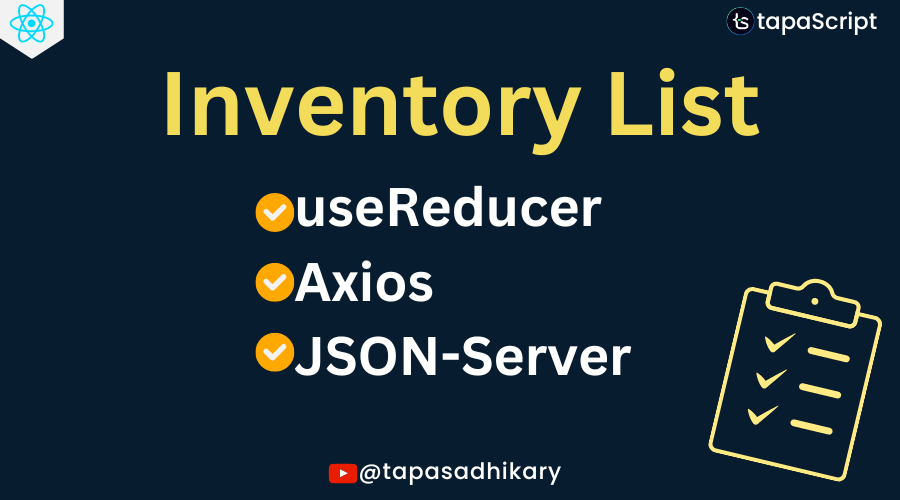 tapaScript
Inventory List
useReducer
Axios
JSON-Server
@tapasadhikary